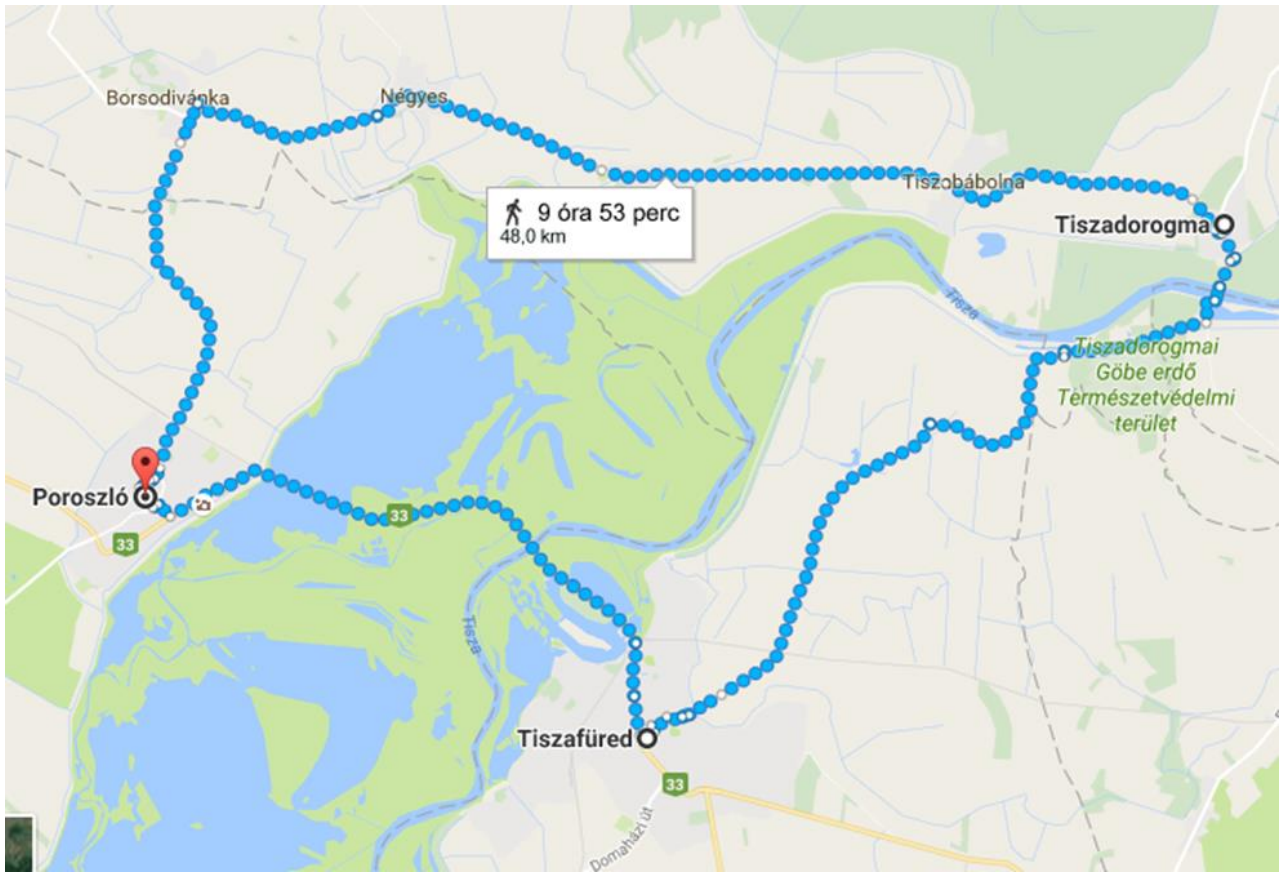 Borsodivánka
Négyes
Tiszabábolna
9 óra 53 perc
48,0 km
Tiszadorogma
Tisza
Tiszadorogmai
Göbe erdő
Természetvédelmi
terület
Poroszló
33
33
Tisza
Tiszafüred
33
Domaházi út